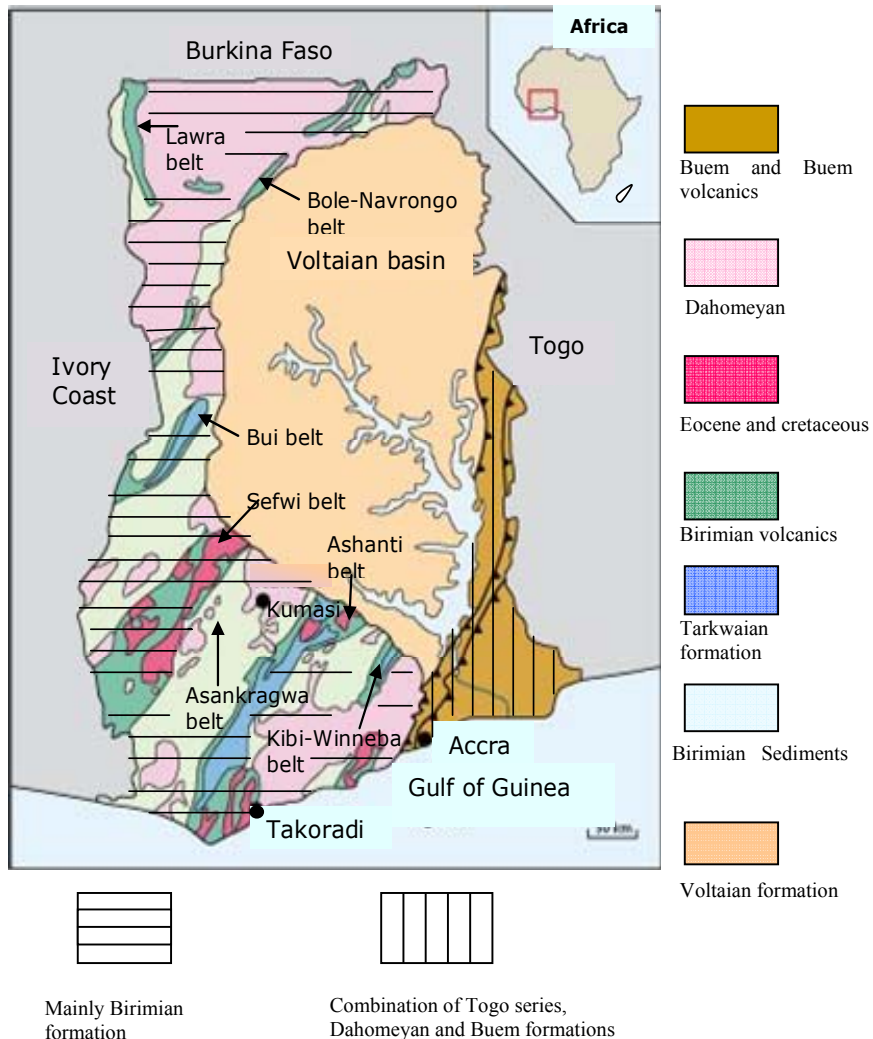 Africa
Burkina Faso
Lawra
belt
Bole-Navrongo
belt
Voltaian basin
Togo
Ivory
Coast
Bui belt
Sefwi belt
Ashanti
belt
Kumasi
Asankragwa
belt
Kibi-Winneba
belt
Accra
Gulf of Guinea
Takoradi
Buem and Buem
volcanics
Dahomeyan
Eocene and cretaceous
Birimian volcanics
Tarkwaian
formation
Birimian Sediments
Voltaian formation
Mainly Birimian
formation
Combination of Togo series,
Dahomeyan and Buem formations